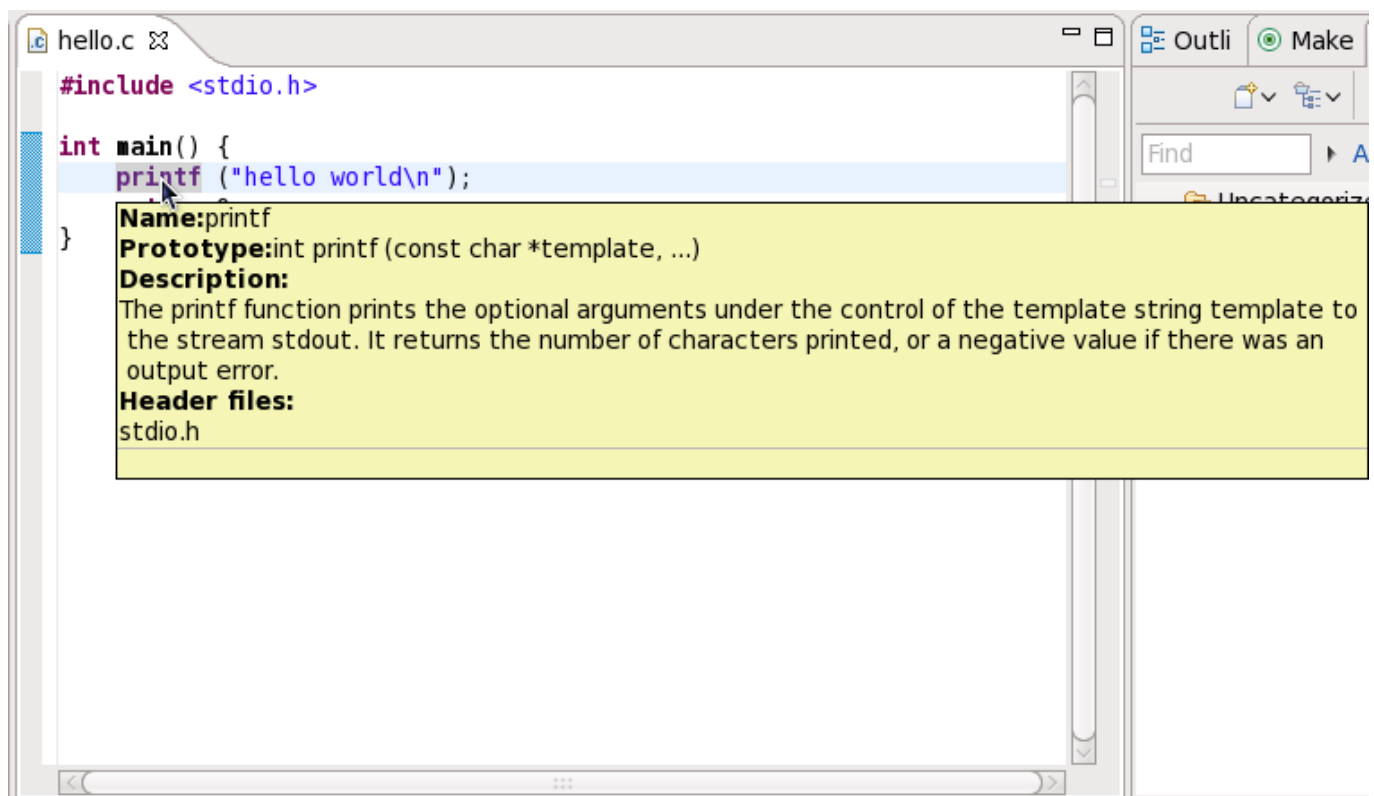 hello.c
Outli
Make
#include <stdio.h>
int main() {
printf ("hello world\n");
}
Find
A
Uncategorize
Name:printf
Prototype:int printf (const char *template, ...)
Description:
The printf function prints the optional arguments under the control of the template string template to
the stream stdout. It returns the number of characters printed, or a negative value if there was an
output error.
Header files:
stdio.h